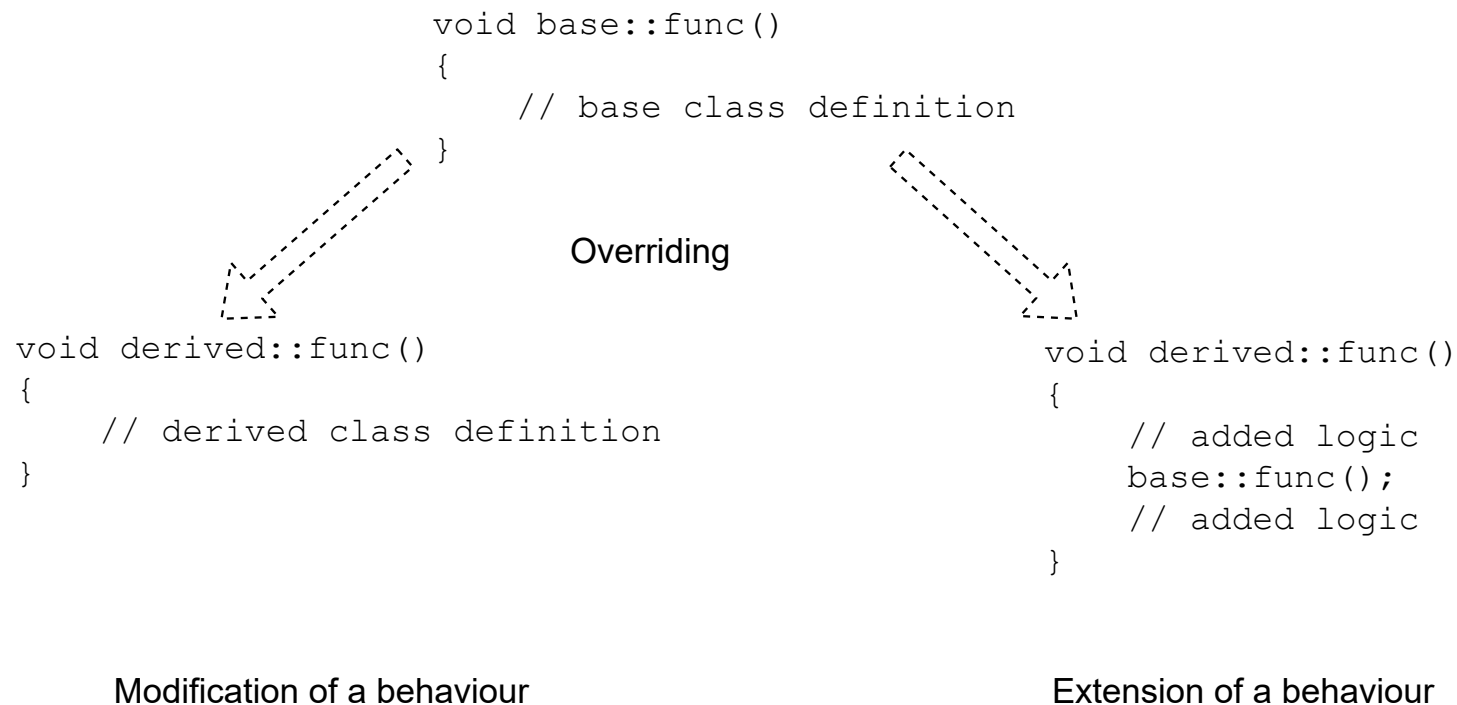 void base::func()
{
// base class definition
}
Overriding
void derived::func()
{
// derived class definition
}
void derived::func()
{
// added logic
base::func();
// added logic
}
Modification of a behaviour
Extension of a behaviour